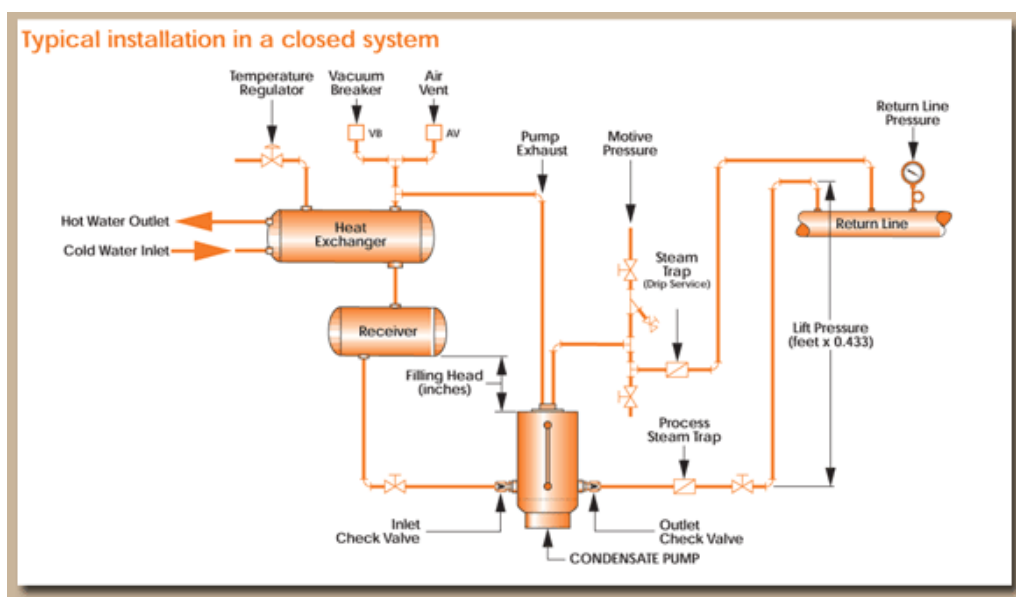 Typical installation in a closed system
Temperature
Regulator
Vacuum
Breaker
Air
Vent
VB
AV
Pump
Exhaust
Motive
Pressure
Return Line
Pressure
Hot Water Outlet
Cold Water Inlet
Heat
Exchanger
Steam
Trap
(Drip Service)
Return Line
Receiver
Lift Pressure
(feet x 0.433)
Filling Head
(inches)
Process
Steam Trap
Inlet
Check Valve
Outlet
Check Valve
CONDENSATE PUMP